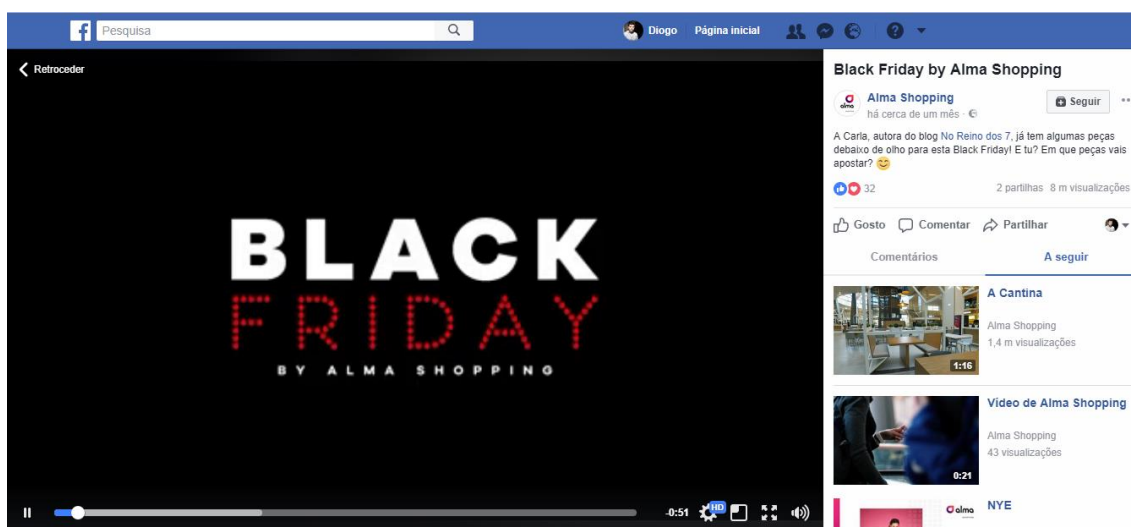 Pesquisa
Diogo
Página inicial
Retroceder
BLACK
FRIDAY
BY ALMA SHOPPING
-0:51
HD
Black Friday by Alma Shopping
alma
Alma Shopping
Seguir
há cerca de um mês ·
A Carla, autora do blog No Reino dos 7, já tem algumas peças
debaixo de olho para esta Black Friday! E tu? Em que peças vais
apostar?
32
2 partilhas 8 m visualizações
Gosto
Comentar
Partilhar
Comentários
A seguir
1:16
A Cantina
Alma Shopping
1,4 m visualizações
0:21
Vídeo de Alma Shopping
Alma Shopping
43 visualizações
alma
NYE